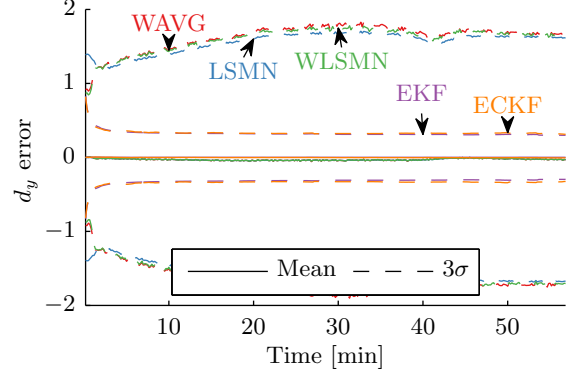 2
WAVG
LSMN
WLSMN
1
EKF
ECKF
0
d_y error
−1
Mean
3σ
−2
10
20
30
40
50
Time [min]